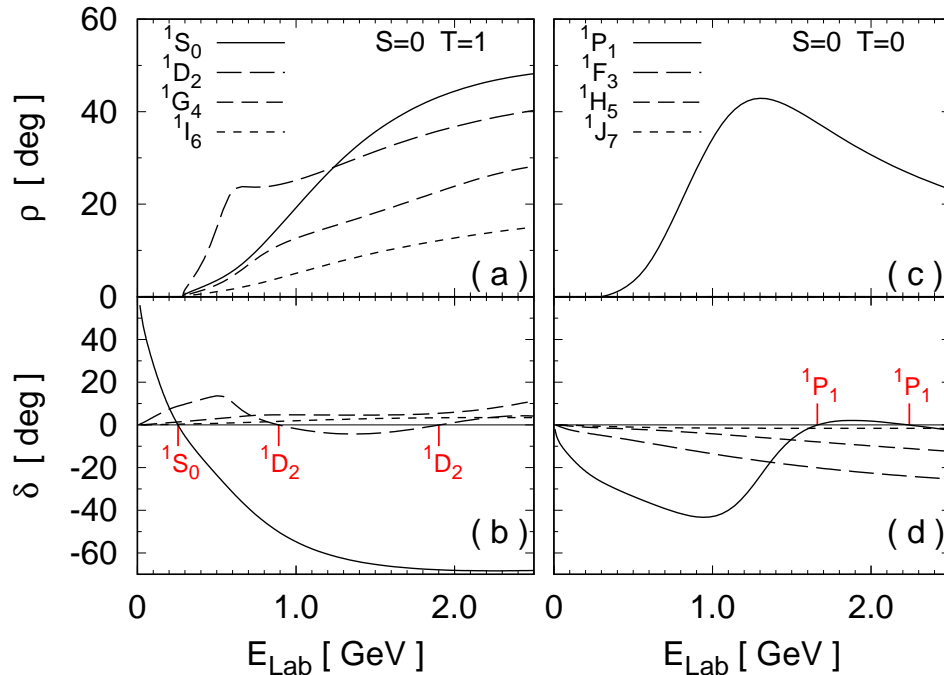 ¹S₀ S=0 T=1
¹D₂
¹G₄
¹I₆
¹P₁ S=0 T=0
¹F₃
¹H₅
¹J₇
60
40
20
0
ρ [ deg ]
( a )
( c )
40
20
0
-20
-40
-60
δ [ deg ]
¹S₀ ¹D₂ ¹D₂
¹P₁ ¹P₁
( b )
( d )
0 1.0 2.0
0 1.0 2.0
E_Lab [ GeV ]
E_Lab [ GeV ]